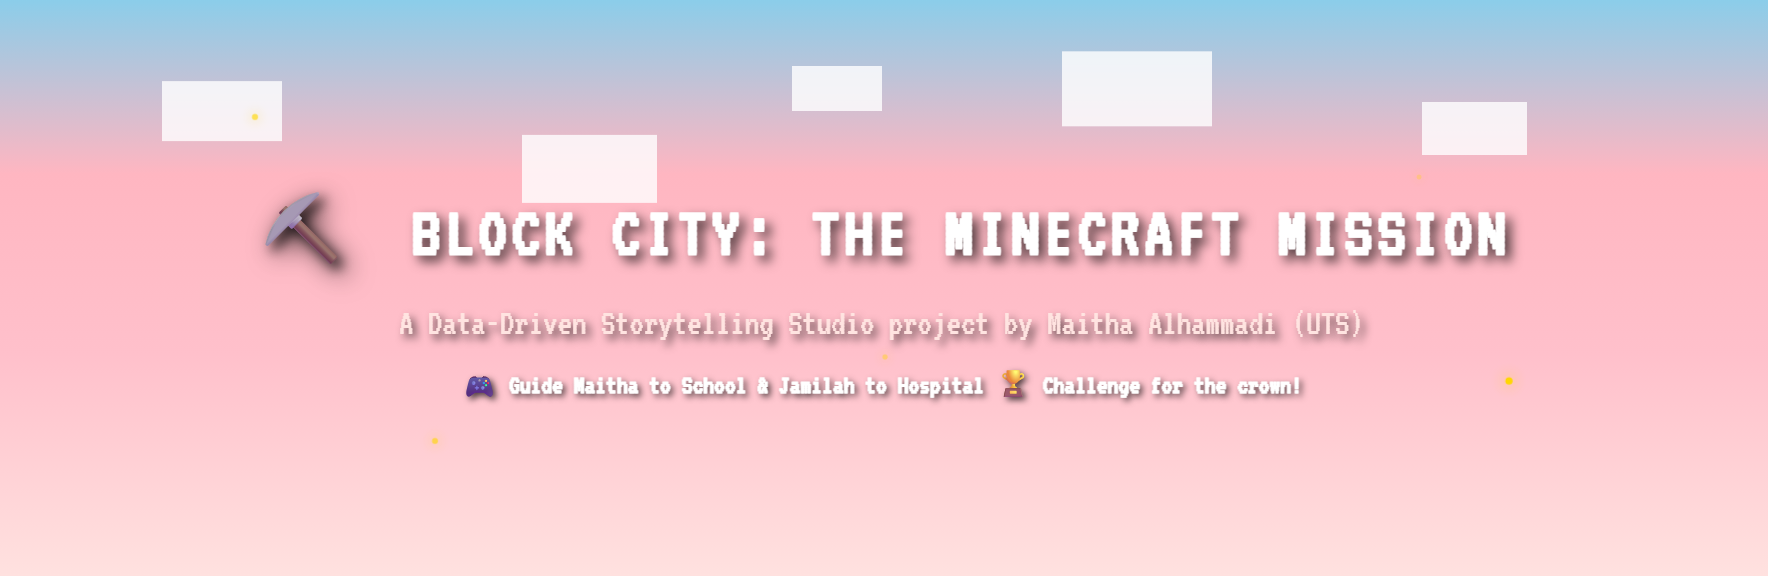 BLOCK CITY: THE MINECRAFT MISSION
A Data-Driven Storytelling Studio project by Maitha Alhammadi (UTS)
Guide Maitha to School & Jamilah to Hospital Challenge for the crown!